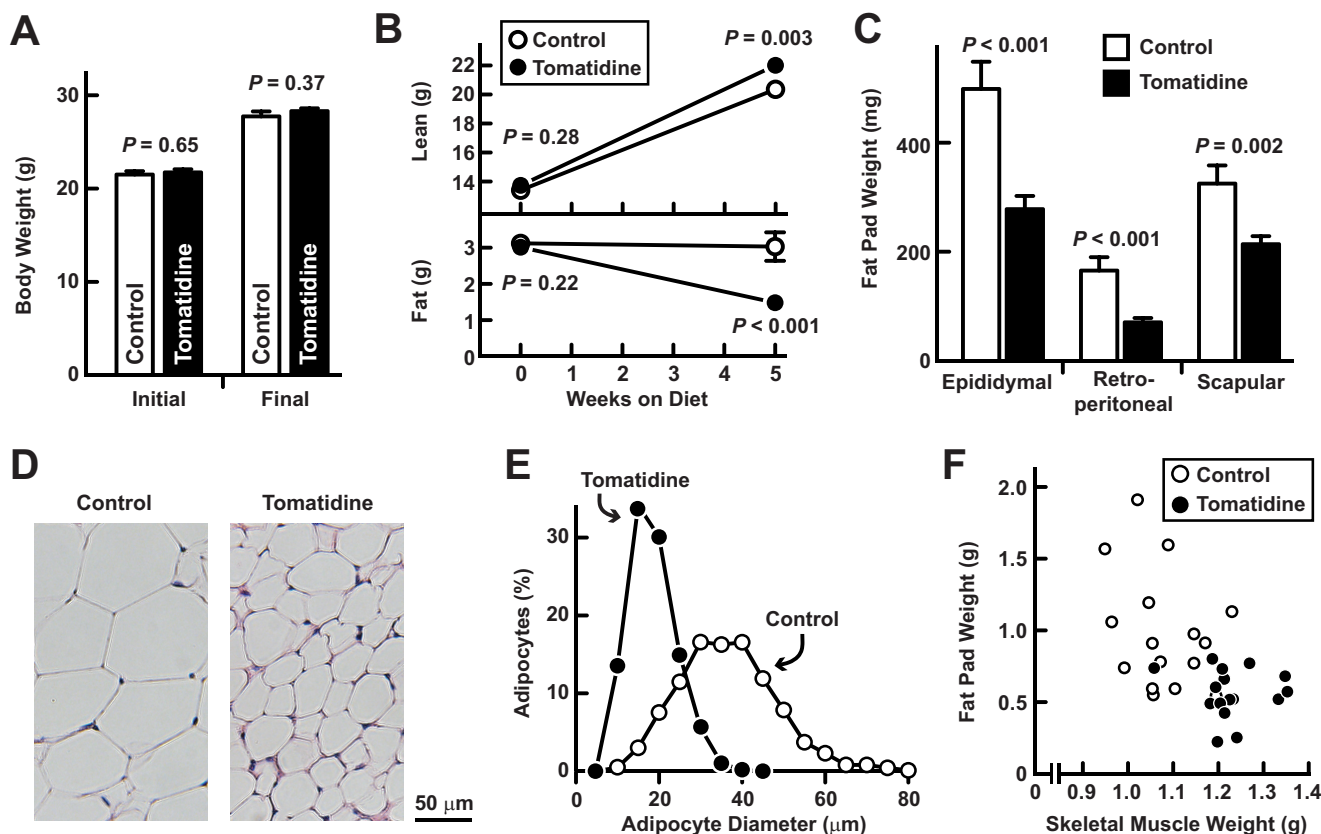 A
Body Weight (g)
30
20
10
0
P = 0.65
P = 0.37
Control
Tomatidine
Control
Tomatidine
Initial
Final
B
Control
Tomatidine
Lean (g)
22
20
18
16
14
P = 0.003
P = 0.28
Fat (g)
3
2
1
0
P = 0.22
P < 0.001
0 1 2 3 4 5
Weeks on Diet
C
Control
Tomatidine
Fat Pad Weight (mg)
400
200
0
P < 0.001
P < 0.001
P = 0.002
Epididymal
Retro-
peritoneal
Scapular
D
Control
Tomatidine
50 μm
E
Tomatidine
Control
Adipocytes (%)
30
20
10
0
0 20 40 60 80
Adipocyte Diameter (μm)
F
Control
Tomatidine
Fat Pad Weight (g)
2.0
1.5
1.0
0.5
0
0 0.9 1.0 1.1 1.2 1.3 1.4
Skeletal Muscle Weight (g)